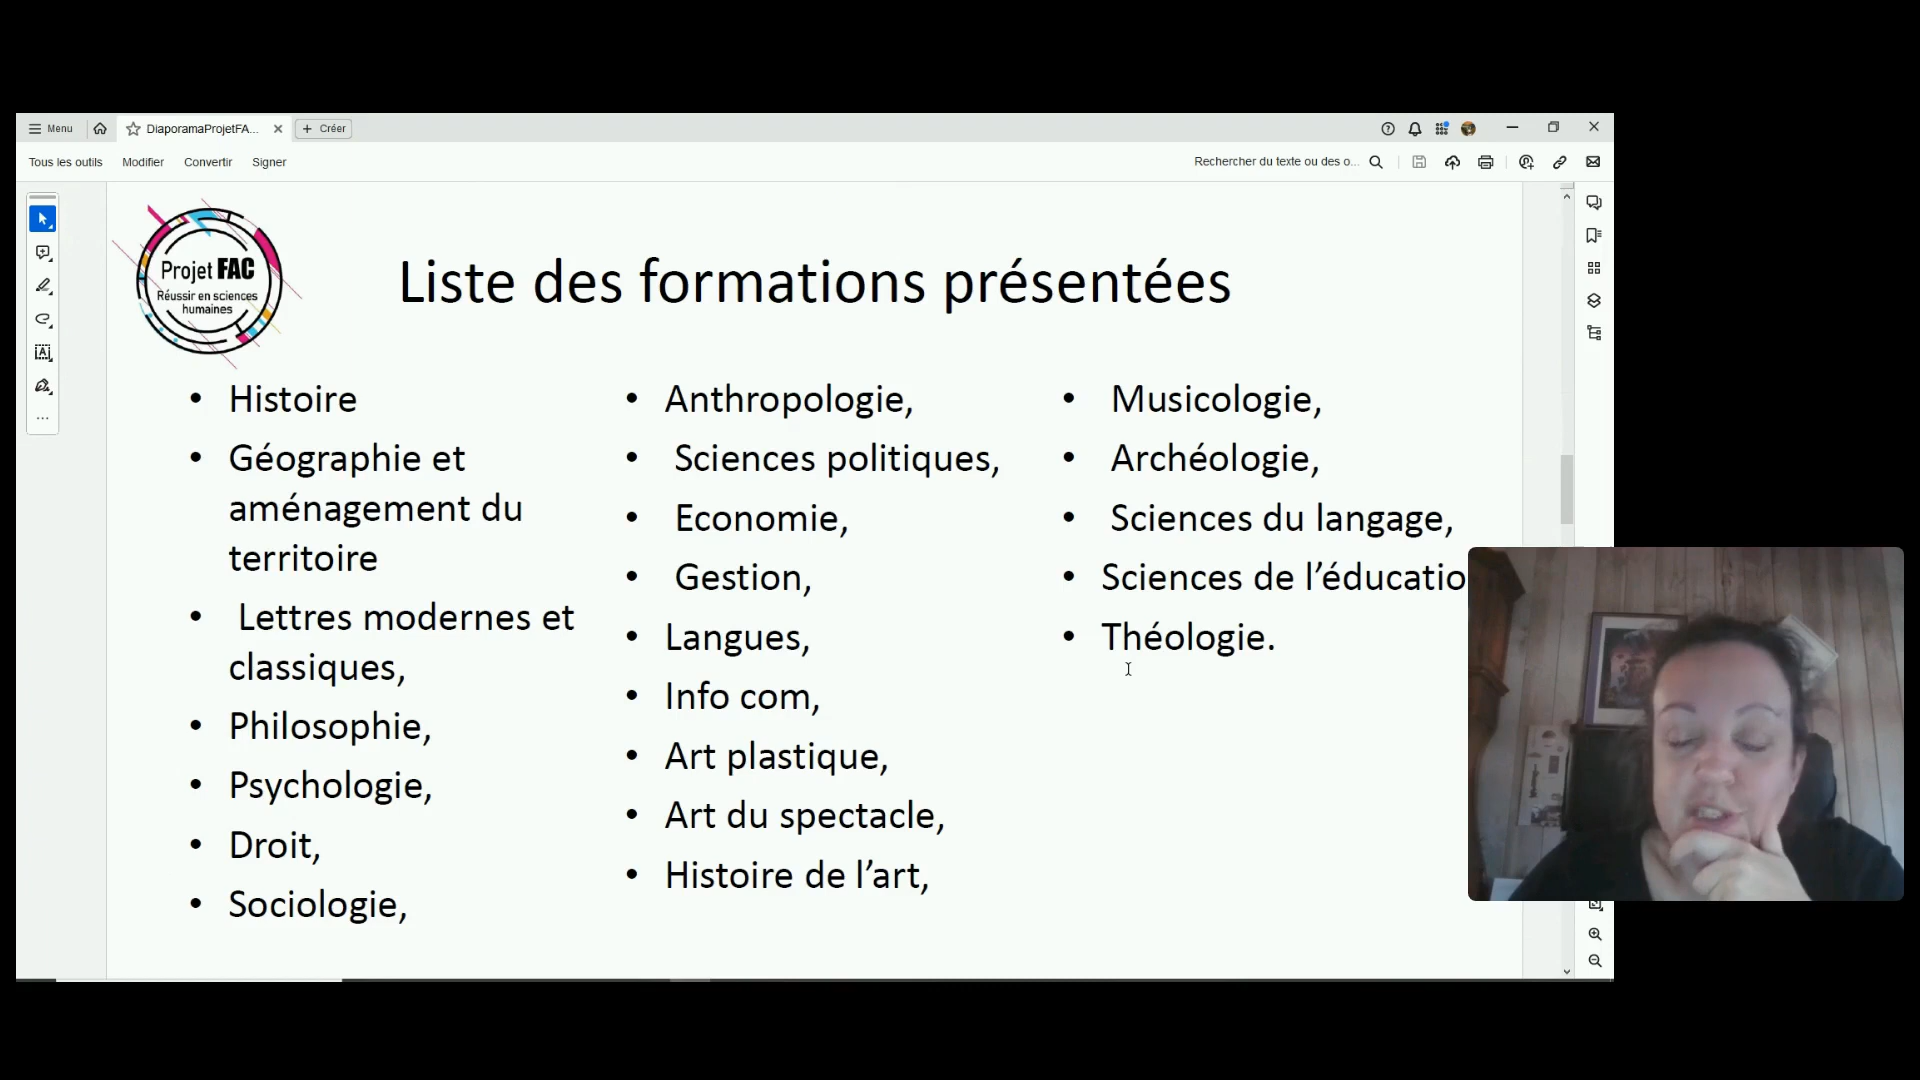 Menu
DiaporamaProjetFA...
Créer
Tous les outils
Modifier
Convertir
Signer
Rechercher du texte ou des o...
Projet FAC
Réussir en sciences
humaines
Liste des formations présentées
• Histoire
• Géographie et
aménagement du
territoire
• Lettres modernes et
classiques,
• Philosophie,
• Psychologie,
• Droit,
• Sociologie,
• Anthropologie,
• Sciences politiques,
• Economie,
• Gestion,
• Langues,
• Info com,
• Art plastique,
• Art du spectacle,
• Histoire de l’art,
• Musicologie,
• Archéologie,
• Sciences du langage,
• Sciences de l’éducatio
• Théologie.